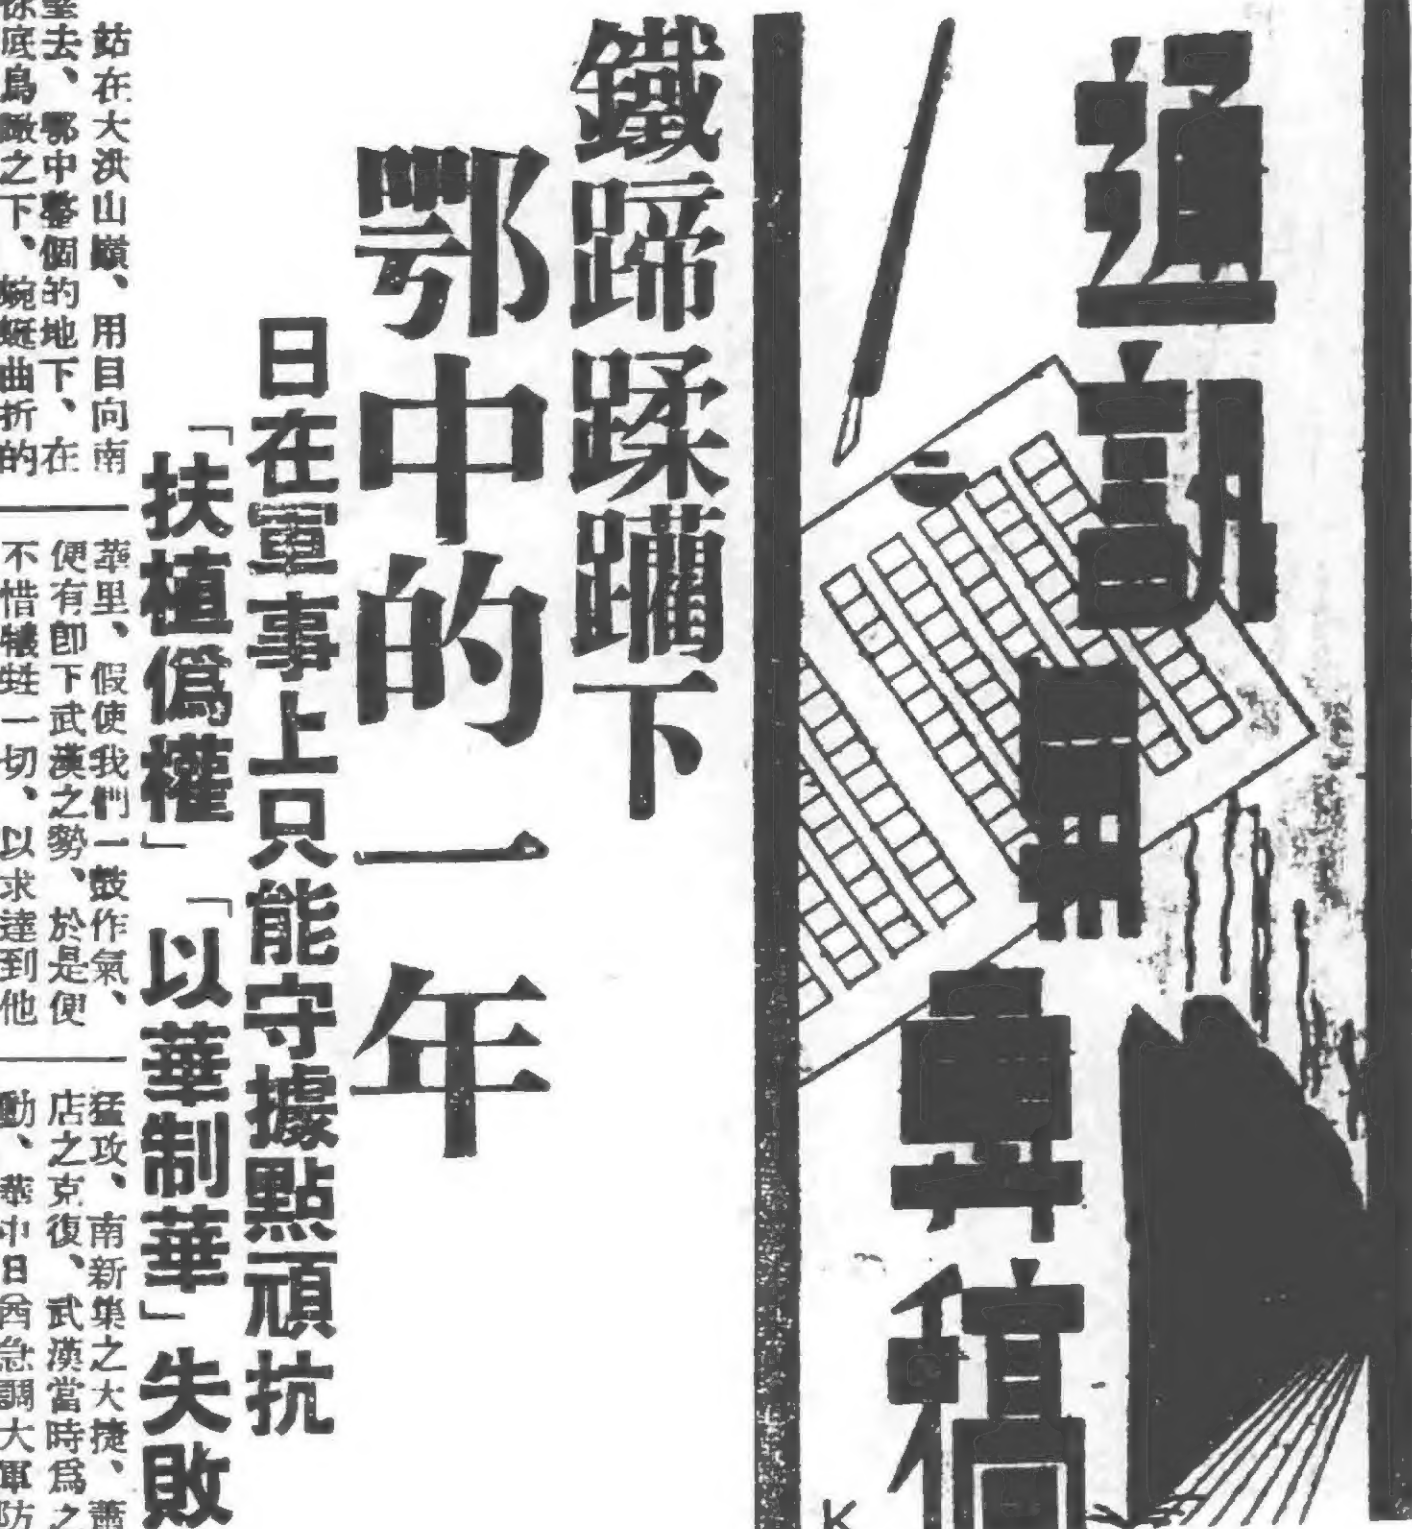 通訊
專稿
K
鐵蹄蹂躪下
鄂中的一年
日在軍事上只能守據點頑抗
「扶植僞權」「以華制華」失敗
站在大洪山巔、用目向南
望去、鄂中整個的地下、在
你底鳥瞰之下、蜿蜒曲折的
華里、假使我們一鼓作氣、
便有卽下武漢之勢、於是便
不惜犧牲一切、以求達到他
猛攻、南新集之大捷、蕭
店之克復、武漢當時爲之
動、華中日酋急調大軍防